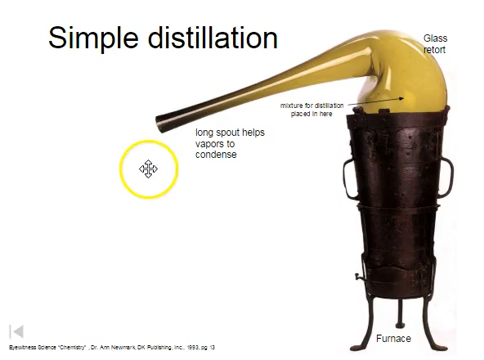 Simple distillation
Glass
retort
mixture for distillation
placed in here
long spout helps
vapors to
condense
Furnace
Eyewitness Science "Chemistry" , Dr. Ann Newmark, DK Publishing, Inc., 1993, pg 13